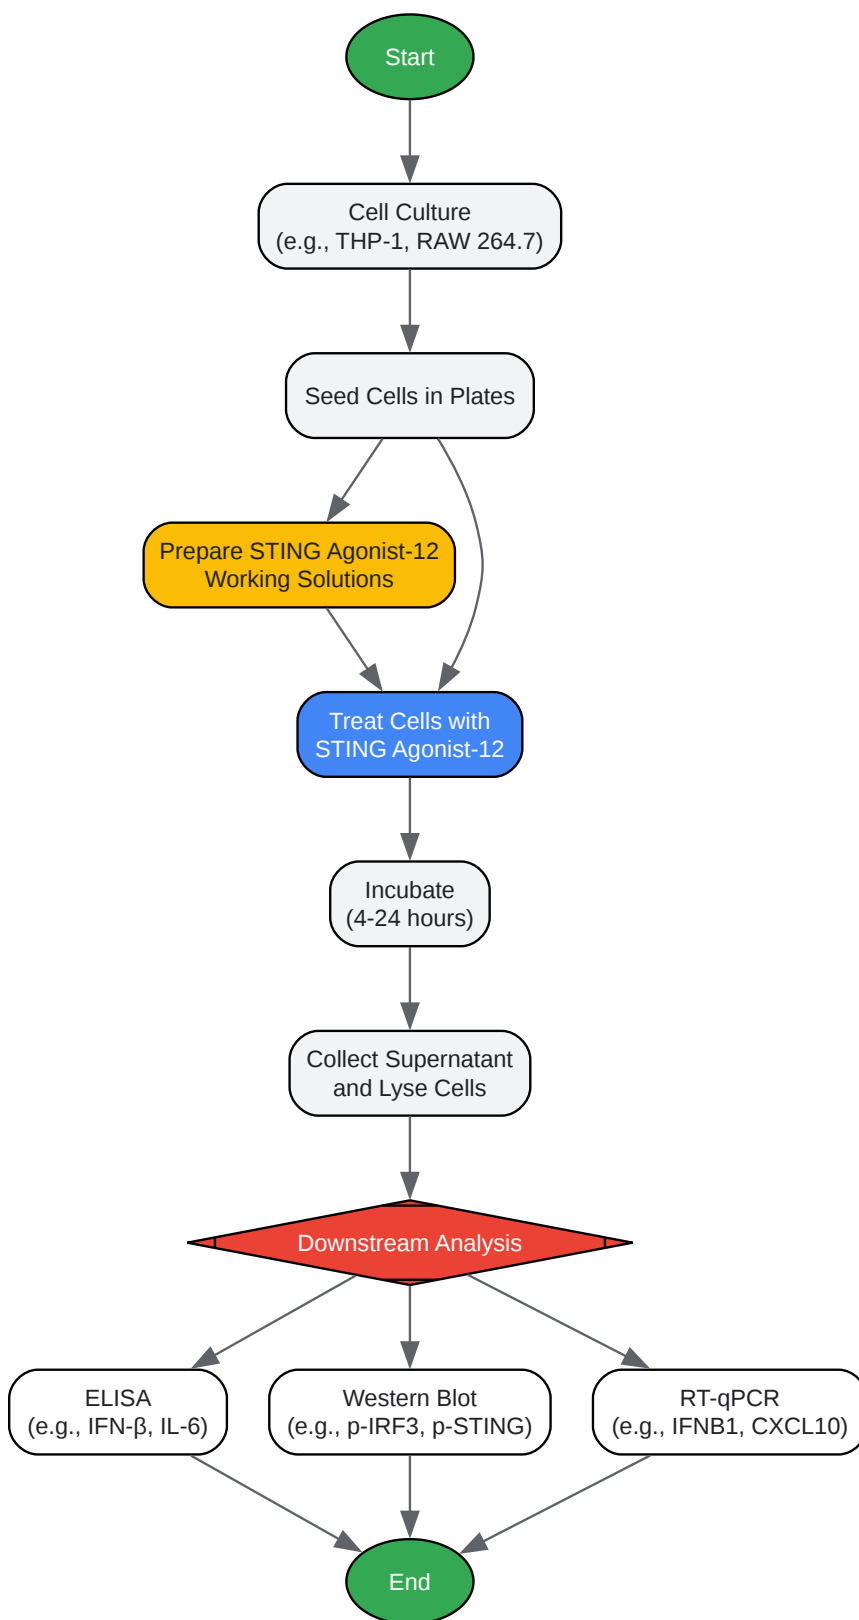 Start
Cell Culture
(e.g., THP-1, RAW 264.7)
Seed Cells in Plates
Prepare STING Agonist-12
Working Solutions
Treat Cells with
STING Agonist-12
Incubate
(4-24 hours)
Collect Supernatant
and Lyse Cells
Downstream Analysis
ELISA
(e.g., IFN-β, IL-6)
Western Blot
(e.g., p-IRF3, p-STING)
RT-qPCR
(e.g., IFNB1, CXCL10)
End